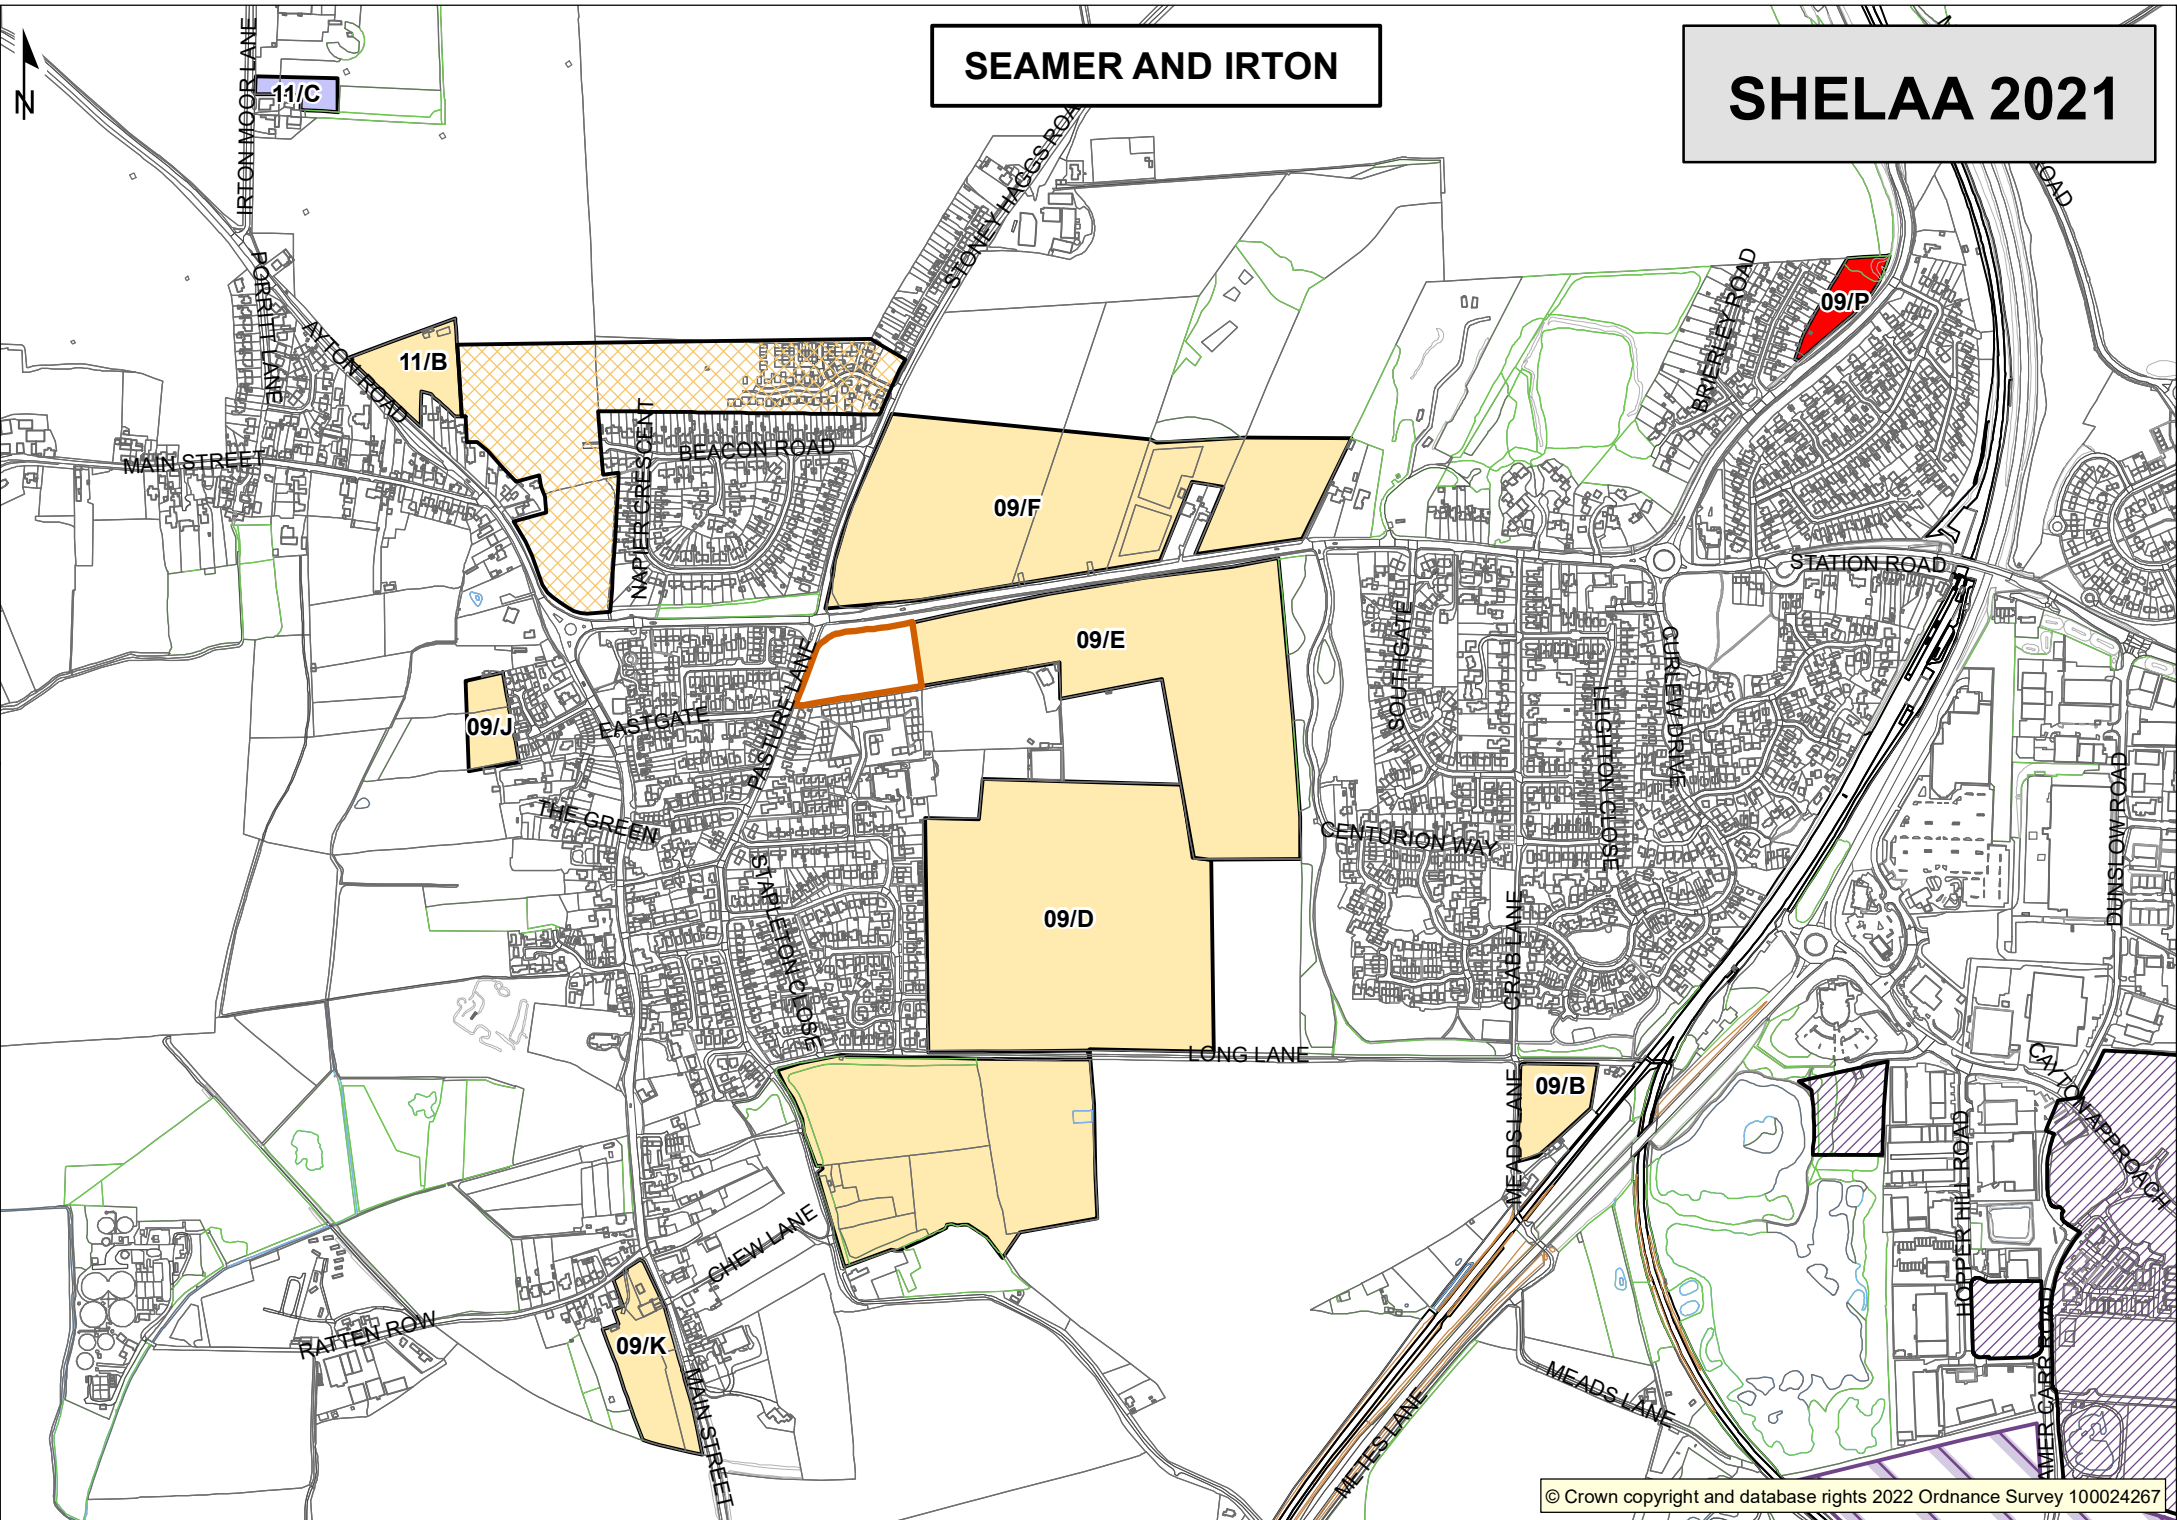 SEAMER AND IRTON
SHELAA 2021
N
11/C
IRTON MOOR LANE
STONEY HAGGS ROA
OAD
PORRITT LANE
AYTON ROAD
11/B
BRIERLEY ROAD
09/P
MAIN STREET
NAPIER CRESCENT
BEACON ROAD
09/F
STATION ROAD
09/E
PASTURE LANE
SOUTHGATE
LEIGHTON CLOSE
CURLEW DRIVE
09/J
EASTGATE
THE GREEN
CENTURION WAY
DUNSLOW ROAD
STAPLETON CLOSE
09/D
CRAB LANE
LONG LANE
09/B
MEADS LANE
CAYTON APPROACH
HOPPER HILL ROAD
CHEW LANE
RATTEN ROW
09/K
MAIN STREET
MEADS LANE
METES LANE
AMER CARR ROAD
© Crown copyright and database rights 2022 Ordnance Survey 100024267